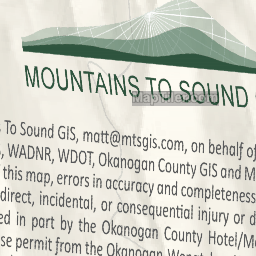 MOUNTAINS TO SOUND
To Sound GIS, matt@mtsgis.com, on behalf of
WADNR, WDOT, Okanogan County GIS and M
this map, errors in accuracy and completeness
direct, incidental, or consequential injury or d
ed in part by the Okanogan County Hotel/Mo
se permit from the Okanogan